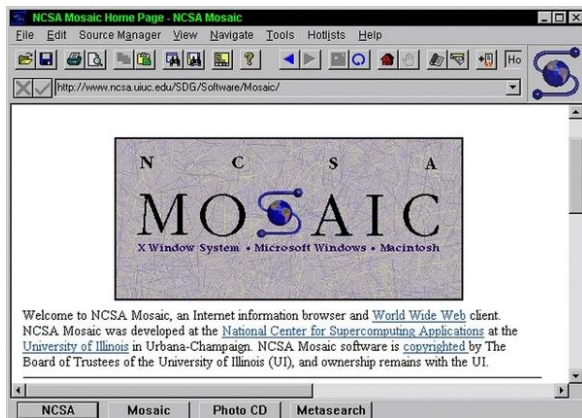 NCSA Mosaic Home Page - NCSA Mosaic
File Edit Source Manager View Navigate Tools Hotlists Help
Ho
http://www.ncsa.uiuc.edu/SDG/Software/Mosaic/
N C S A
MOSAIC
X Window System • Microsoft Windows • Macintosh
Welcome to NCSA Mosaic, an Internet information browser and World Wide Web client.
NCSA Mosaic was developed at the National Center for Supercomputing Applications at the
University of Illinois in Urbana-Champaign. NCSA Mosaic software is copyrighted by The
Board of Trustees of the University of Illinois (UI), and ownership remains with the UI.
NCSA Mosaic Photo CD Metasearch